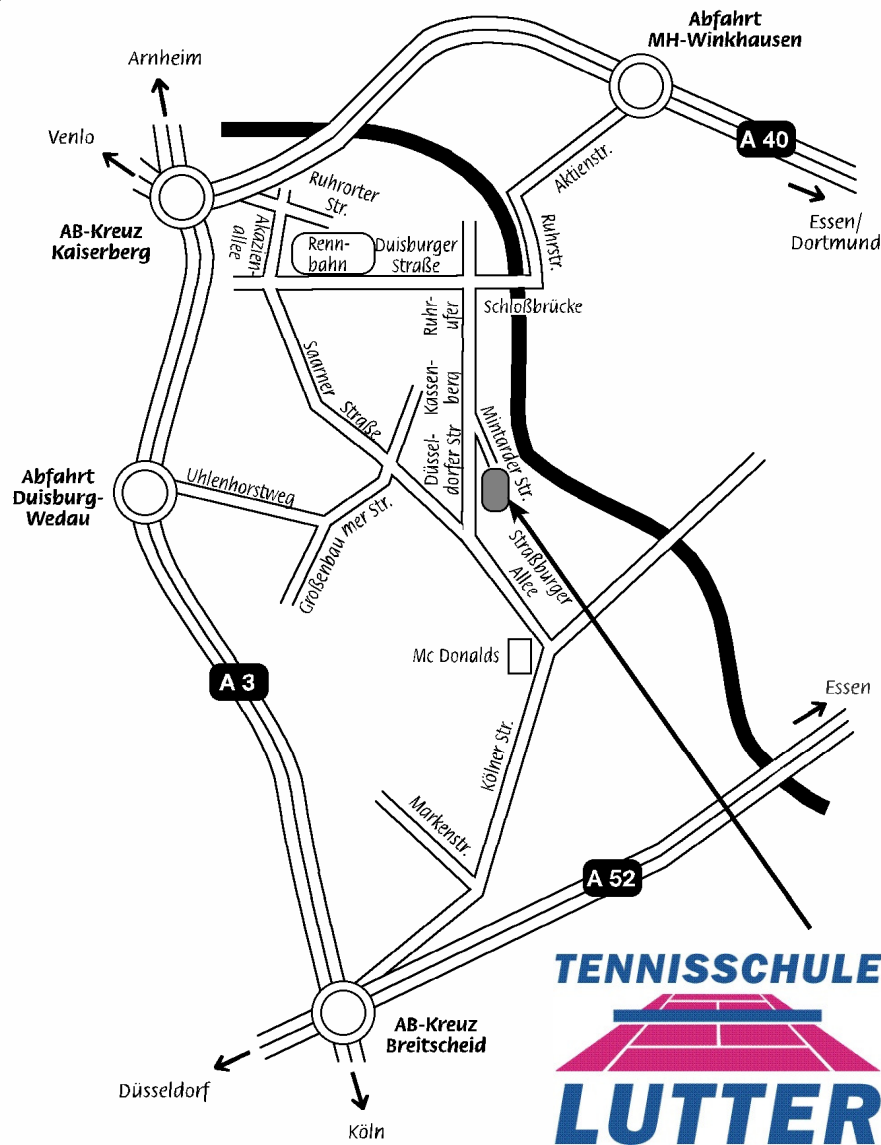 Abfahrt
MH-Winkhausen
Arnheim
Venlo
A 40
Aktienstr.
Ruhrorter
Str.
Essen/
Dortmund
AB-Kreuz
Kaiserberg
Akazien-
allee
Renn-
bahn
Duisburger
Straße
Ruhrstr.
Schloßbrücke
Ruhr-
ufer
Saarner
Straße
Kassen-
berg
Mintarder Str.
Düssel-
dorfer Str
Abfahrt
Duisburg-
Wedau
Uhlenhorstweg
Großenbau mer Str.
Straßburger
Allee
Mc Donalds
A 3
Essen
Kölner Str.
Markenstr.
A 52
AB-Kreuz
Breitscheid
Düsseldorf
Köln
TENNISSCHULE
LUTTER